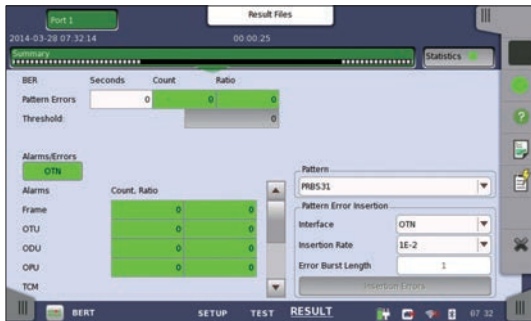 Port 1
Result Files
2014-03-28 07:32:14
00:00:25
Summary
Statistics
BER
Seconds
Count
Ratio
Pattern Errors
0
0
0
Threshold:
0
Alarms/Errors
OTN
Alarms
Count, Ratio
Frame
0
0
OTU
0
0
ODU
0
0
OPU
0
0
TCM
Pattern
PRBS31
Pattern Error Insertion
Interface
OTN
Insertion Rate
1E-2
Error Burst Length
1
Insertion Errors
BERT
SETUP
TEST
RESULT
07 32